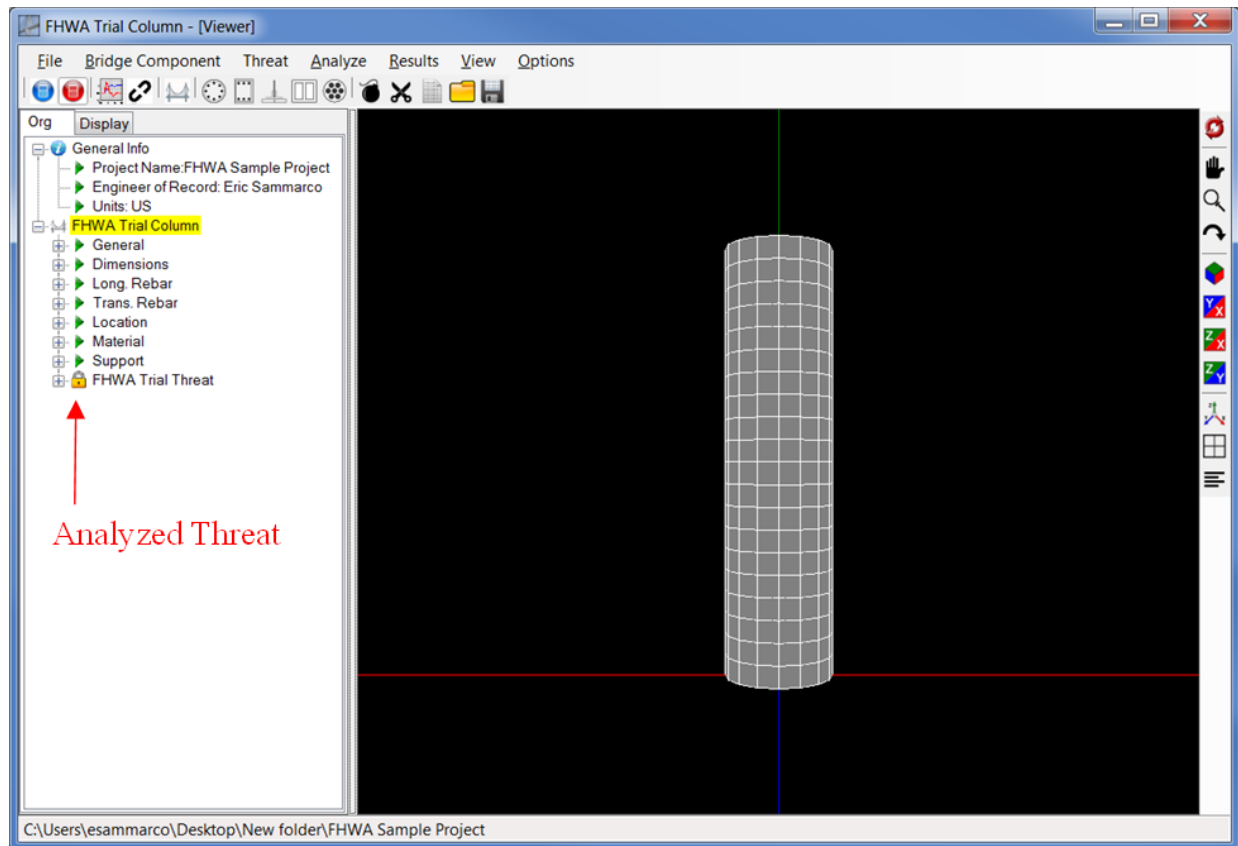 FHWA Trial Column - [Viewer]
File Bridge Component Threat Analyze Results View Options
Org Display
General Info
Project Name:FHWA Sample Project
Engineer of Record: Eric Sammarco
Units: US
FHWA Trial Column
General
Dimensions
Long. Rebar
Trans. Rebar
Location
Material
Support
FHWA Trial Threat
Analyzed Threat
Y X
Z X
Z Y
C:\Users\esammarco\Desktop\New folder\FHWA Sample Project